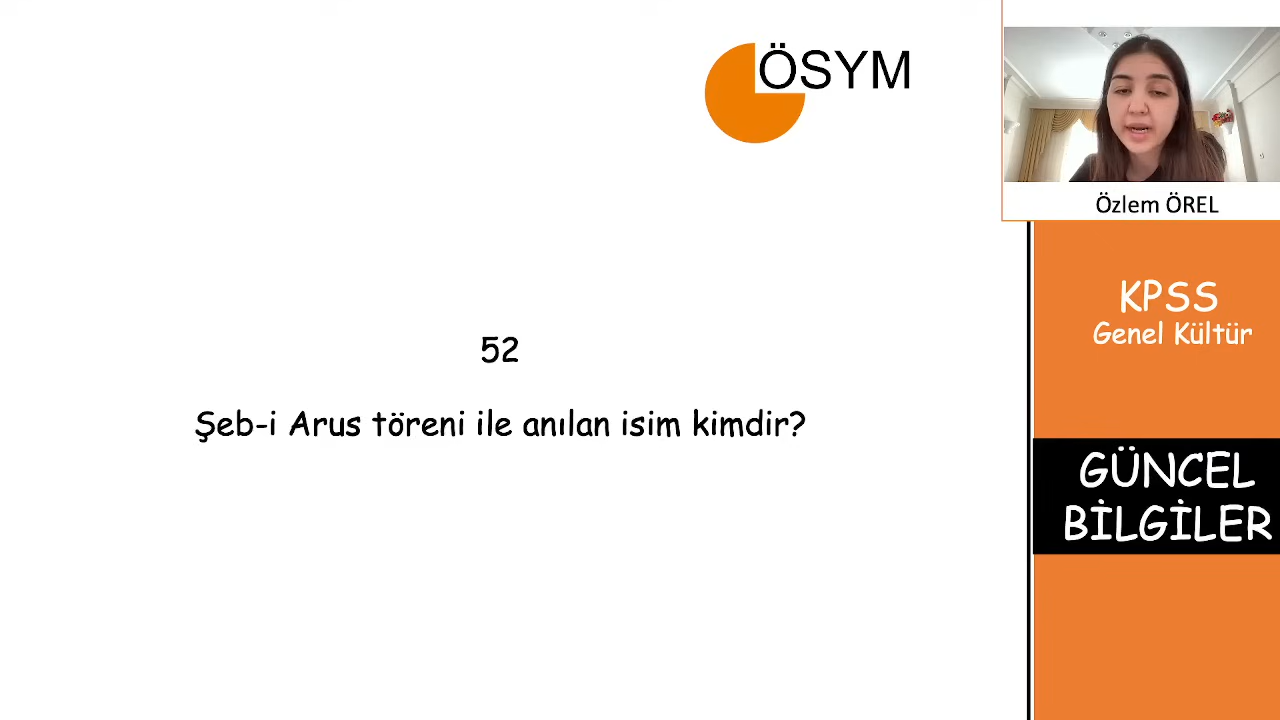 ÖSYM
52
Şeb-i Arus töreni ile anılan isim kimdir?
Özlem ÖREL
KPSS
Genel Kültür
GÜNCEL
BİLGİLER